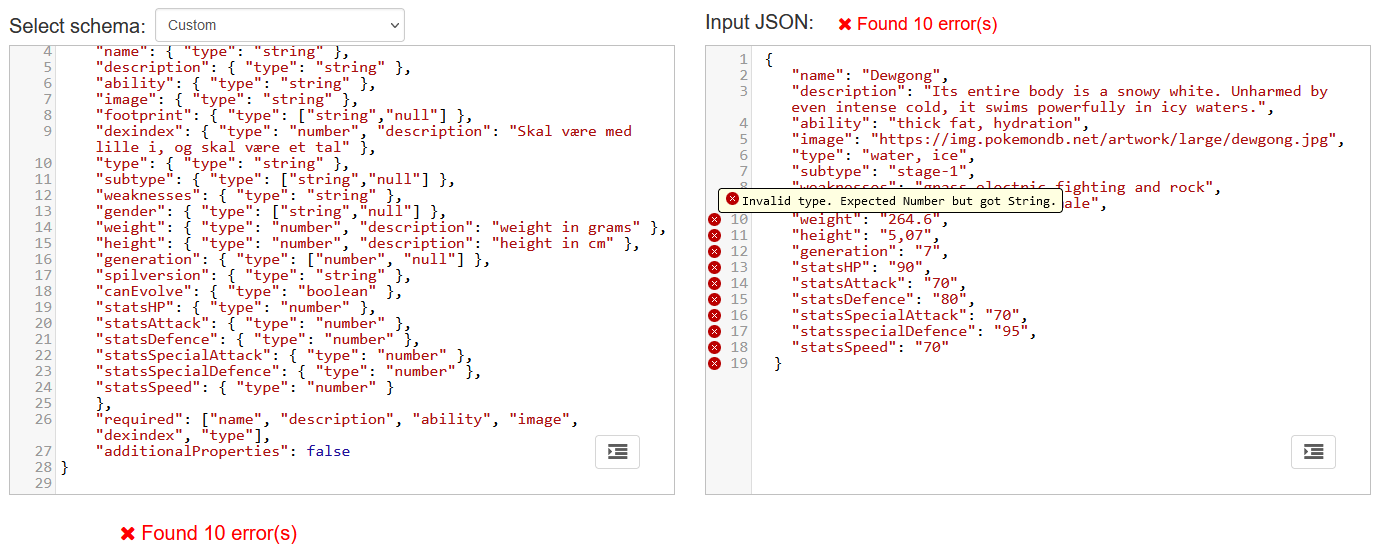 Select schema: Custom
Input JSON: ✖ Found 10 error(s)
4 "name": { "type": "string" },
5 "description": { "type": "string" },
6 "ability": { "type": "string" },
7 "image": { "type": "string" },
8 "footprint": { "type": ["string","null"] },
9 "dexindex": { "type": "number", "description": "Skal være med
lille i, og skal være et tal" },
10 "type": { "type": "string" },
11 "subtype": { "type": ["string","null"] },
12 "weaknesses": { "type": "string" },
13 "gender": { "type": ["string","null"] },
14 "weight": { "type": "number", "description": "weight in grams" },
15 "height": { "type": "number", "description": "height in cm" },
16 "generation": { "type": ["number", "null"] },
17 "spilversion": { "type": "string" },
18 "canEvolve": { "type": "boolean" },
19 "statsHP": { "type": "number" },
20 "statsAttack": { "type": "number" },
21 "statsDefence": { "type": "number" },
22 "statsSpecialAttack": { "type": "number" },
23 "statsSpecialDefence": { "type": "number" },
24 "statsSpeed": { "type": "number" }
25 },
26 "required": ["name", "description", "ability", "image",
"dexindex", "type"],
27 "additionalProperties": false
28 }
29
1 {
2 "name": "Dewgong",
3 "description": "Its entire body is a snowy white. Unharmed by
even intense cold, it swims powerfully in icy waters.",
4 "ability": "thick fat, hydration",
5 "image": "https://img.pokemondb.net/artwork/large/dewgong.jpg",
6 "type": "water, ice",
7 "subtype": "stage-1",
8 "weaknesses": "grass electric fighting and rock",
Invalid type. Expected Number but got String.
ale",
10 "weight": "264.6",
11 "height": "5,07",
12 "generation": "7",
13 "statsHP": "90",
14 "statsAttack": "70",
15 "statsDefence": "80",
16 "statsSpecialAttack": "70",
17 "statsspecialDefence": "95",
18 "statsSpeed": "70"
19 }
✖ Found 10 error(s)